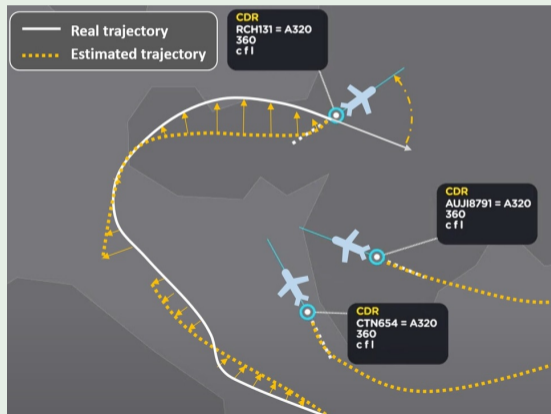 Real trajectory
Estimated trajectory
CDR
RCH131 = A320
360
c f l
CDR
AUJI8791 = A320
360
c f l
CDR
CTN654 = A320
360
c f l